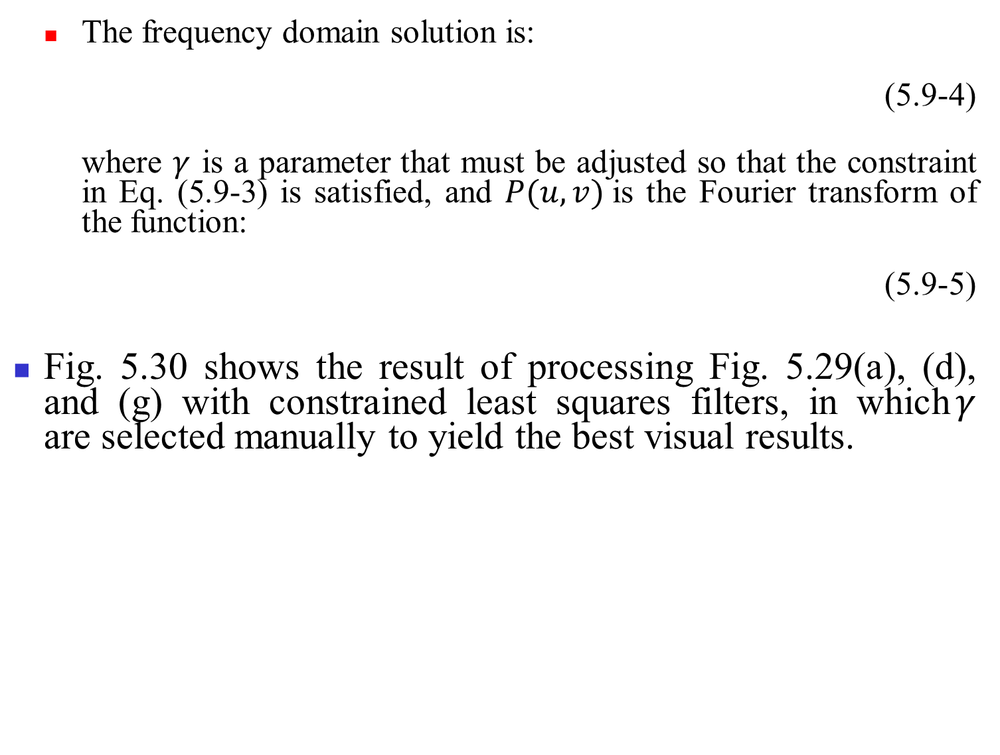 The frequency domain solution is:
(5.9-4)
where γ is a parameter that must be adjusted so that the constraint
in Eq. (5.9-3) is satisfied, and P(u, v) is the Fourier transform of
the function:
(5.9-5)
Fig. 5.30 shows the result of processing Fig. 5.29(a), (d),
and (g) with constrained least squares filters, in which γ
are selected manually to yield the best visual results.